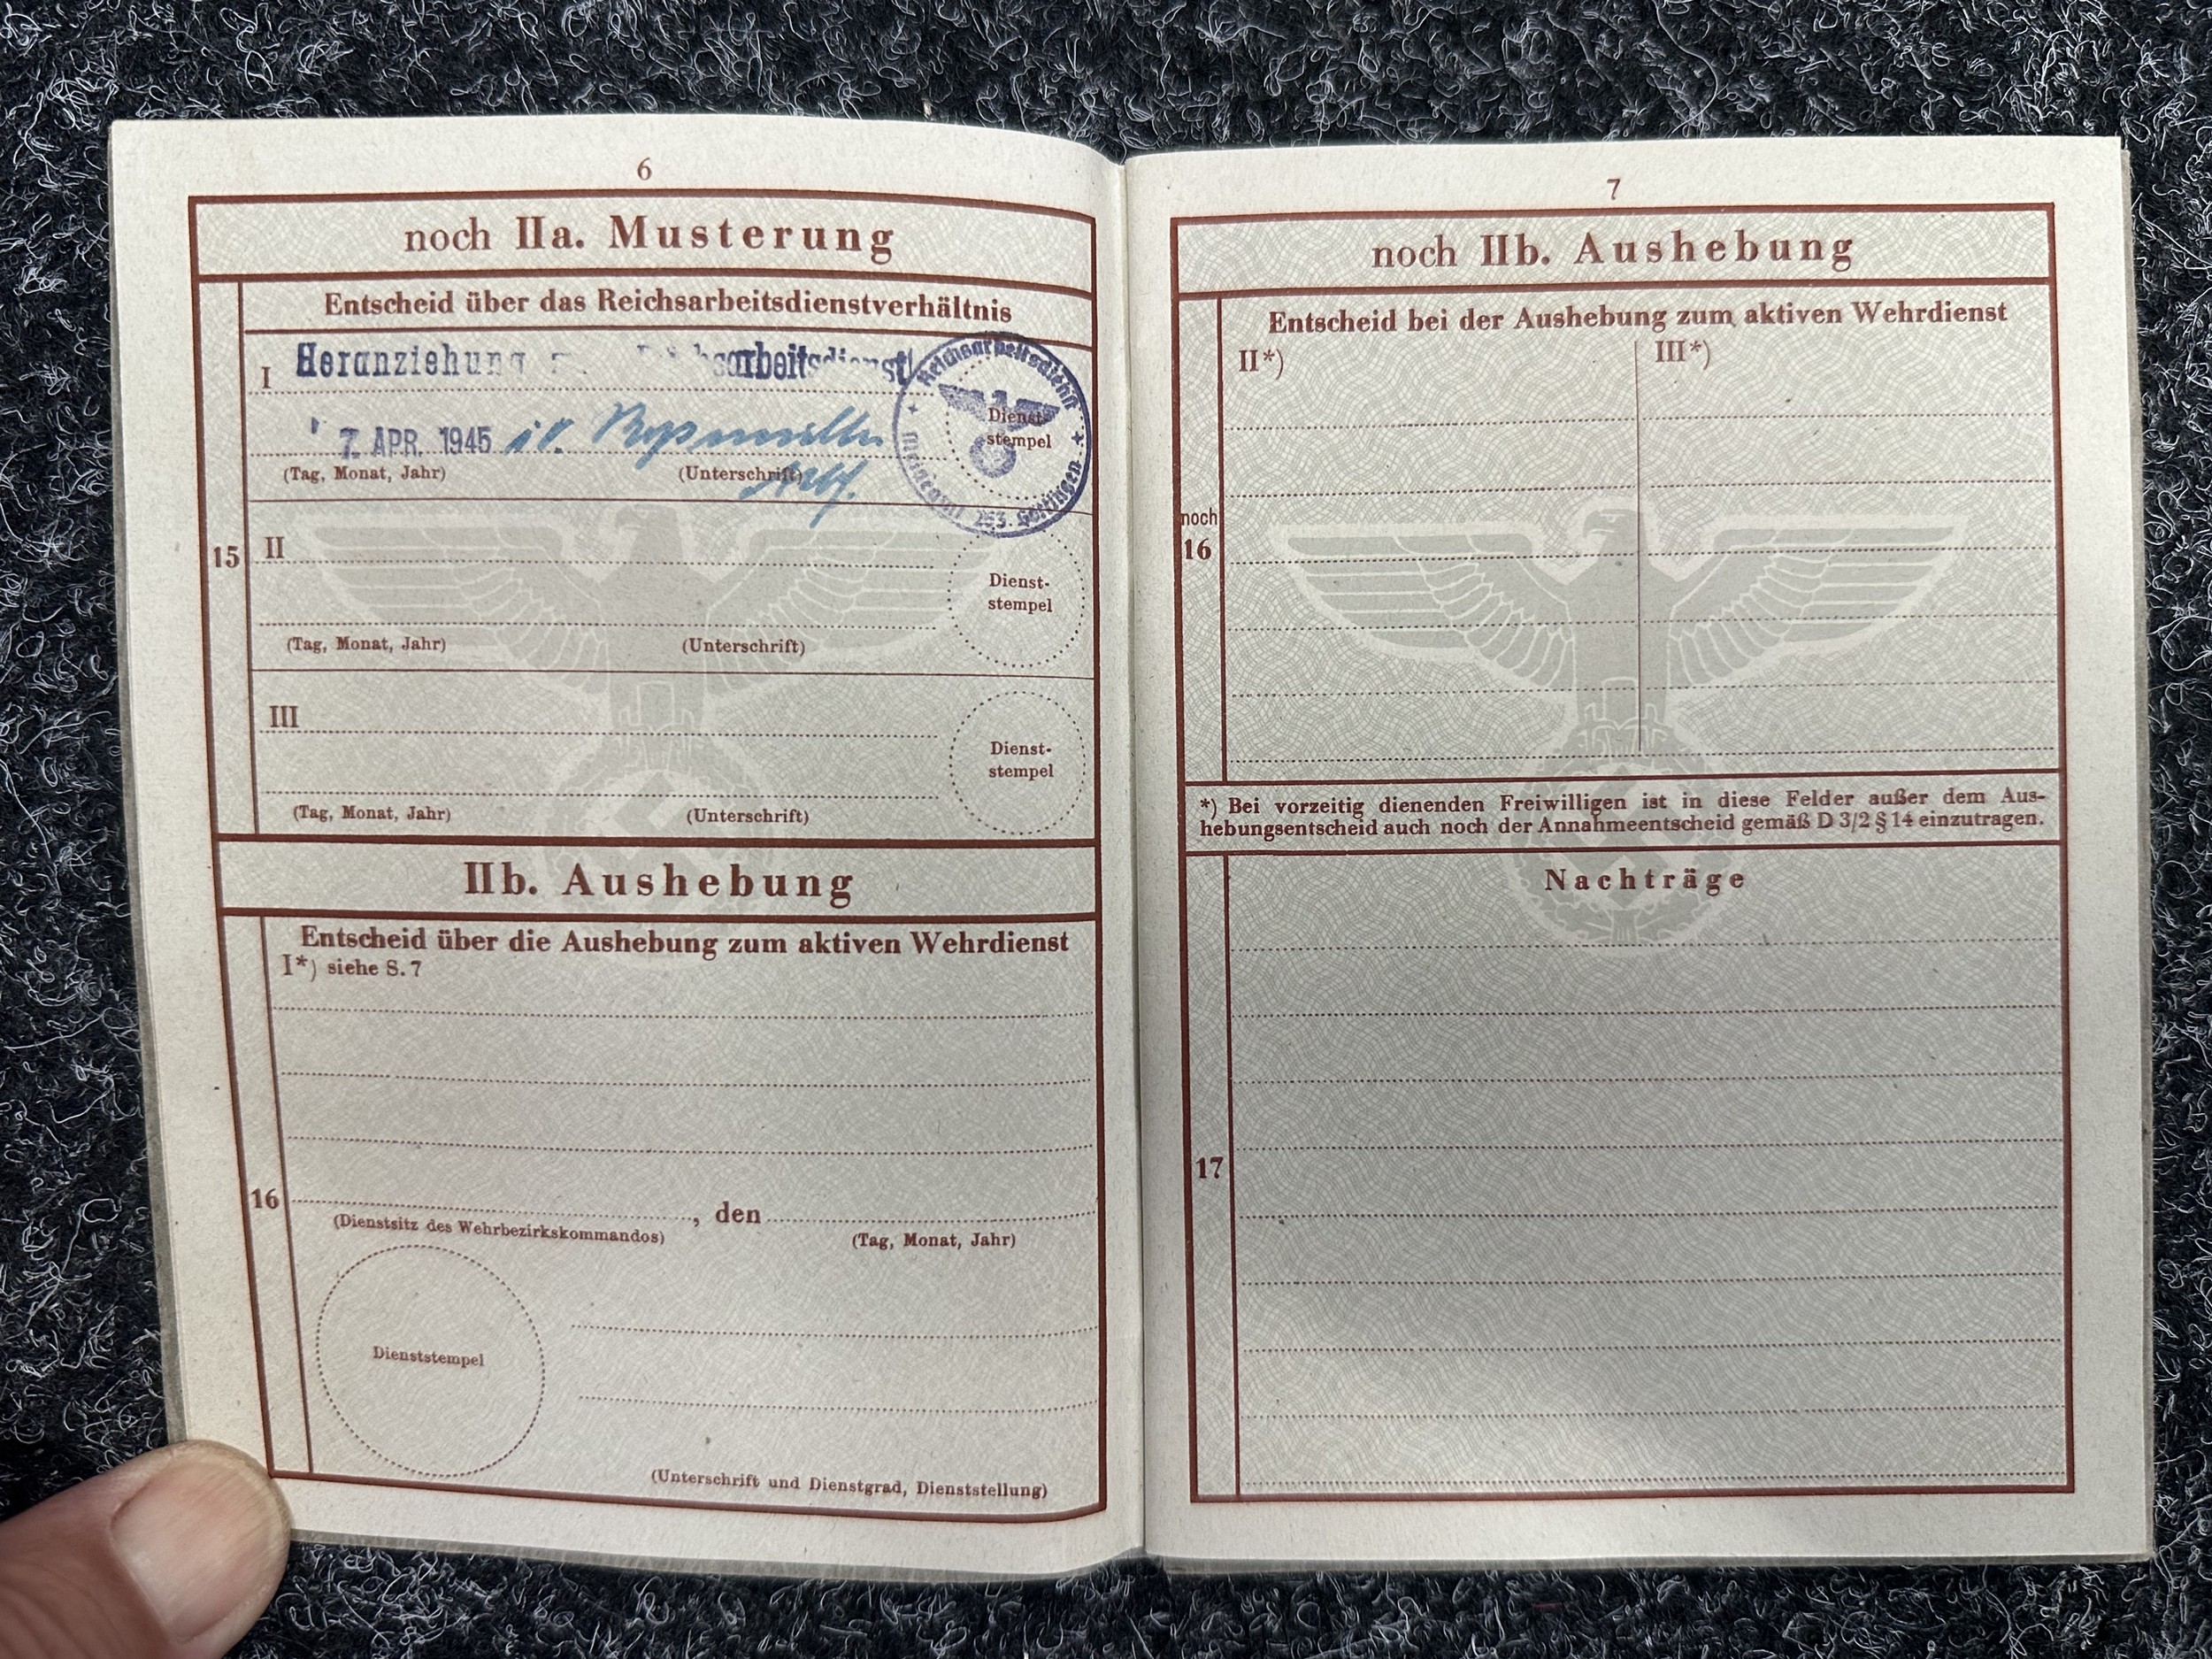 6
noch IIa. Musterung
Entscheid über das Reichsarbeitsdienstverhältnis
I Heranziehung
7. APR. 1945
(Tag, Monat, Jahr) (Unterschrift)
Reichsarbeitsdienst
Dienst-
stempel
Meldeamt 253 Göttingen
15
II
(Tag, Monat, Jahr) (Unterschrift)
Dienst-
stempel
III
(Tag, Monat, Jahr) (Unterschrift)
Dienst-
stempel
IIb. Aushebung
Entscheid über die Aushebung zum aktiven Wehrdienst
I*) siehe S. 7
16
, den
(Dienstsitz des Wehrbezirkskommandos) (Tag, Monat, Jahr)
Dienststempel
(Unterschrift und Dienstgrad, Dienststellung)
7
noch IIb. Aushebung
Entscheid bei der Aushebung zum aktiven Wehrdienst
II*) III*)
noch
16
*) Bei vorzeitig dienenden Freiwilligen ist in diese Felder außer dem Aus-
hebungsentscheid auch noch der Annahmeentscheid gemäß D 3/2 § 14 einzutragen.
Nachträge
17